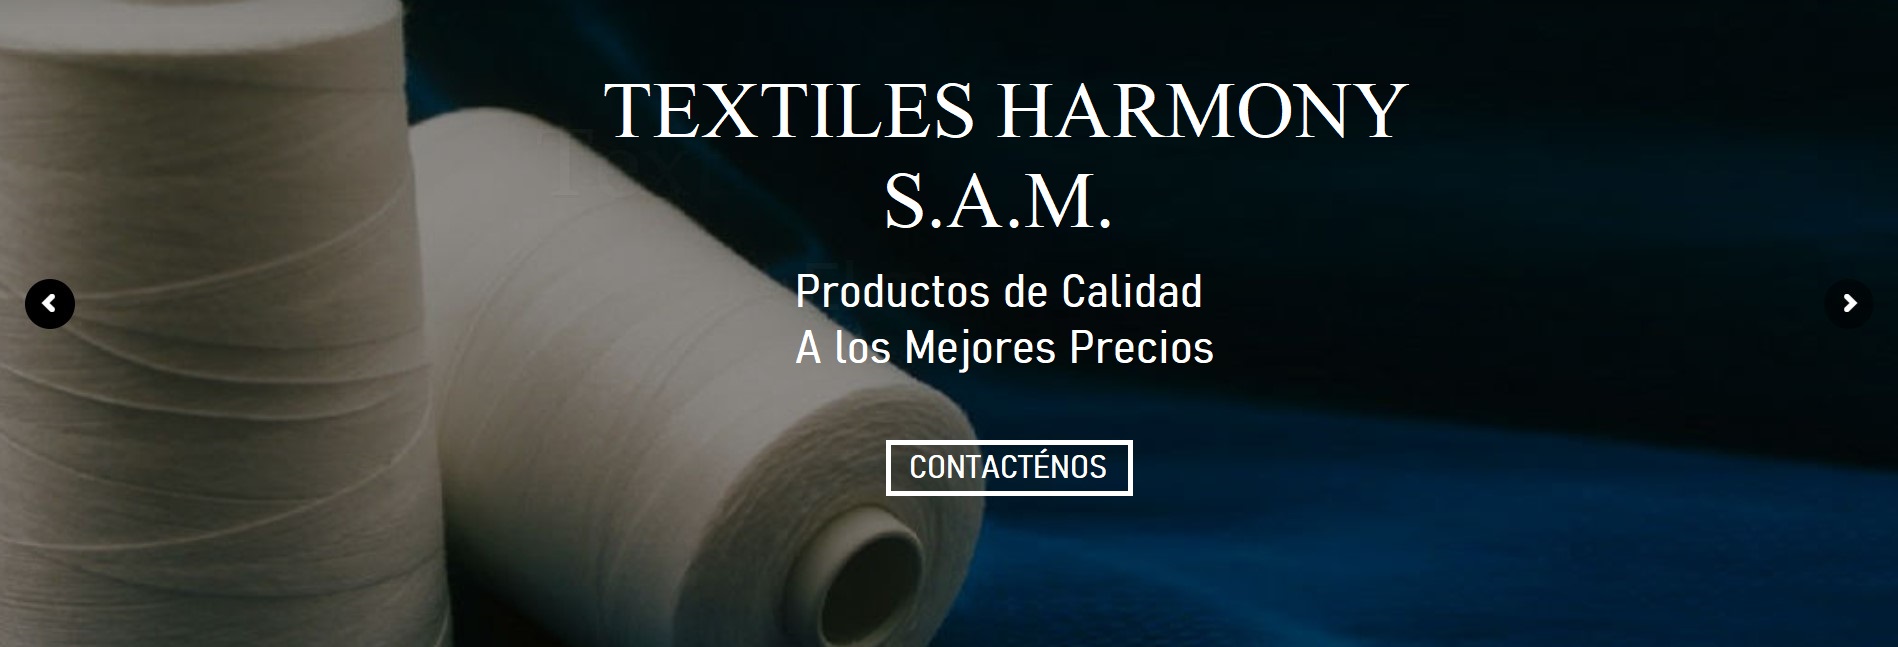 TEXTILES HARMONY
S.A.M.
Productos de Calidad
A los Mejores Precios
CONTACTÉNOS